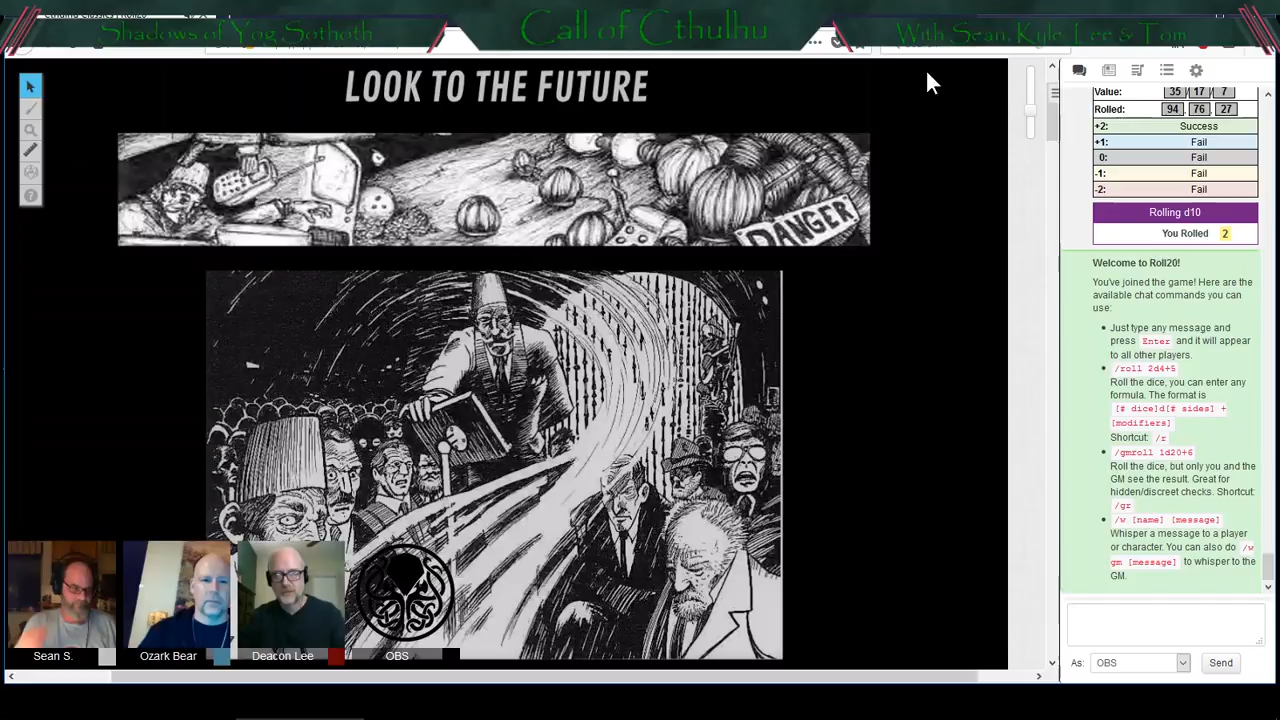 Shadows of Yog Sothoth
Call of Cthulhu
With Sean, Kyle, Lee & Tom
LOOK TO THE FUTURE
DANGER
Sean S.
Ozark Bear
Deacon Lee
OBS
Value: 35 17 7
Rolled: 94 76 27
+2: Success
+1: Fail
0: Fail
-1: Fail
-2: Fail
Rolling d10
You Rolled 2
Welcome to Roll20!
You've joined the game! Here are the
available chat commands you can
use:
Just type any message and
press Enter and it will appear
to all other players.
/roll 2d4+5
Roll the dice, you can enter any
formula. The format is
[# dice]d[# sides] +
[modifiers]
Shortcut: /r
/gmroll 1d20+6
Roll the dice, but only you and the
GM see the result. Great for
hidden/discreet checks. Shortcut:
/gr
/w [name] [message]
Whisper a message to a player
or character. You can also do /w
gm [message] to whisper to the
GM.
As: OBS Send